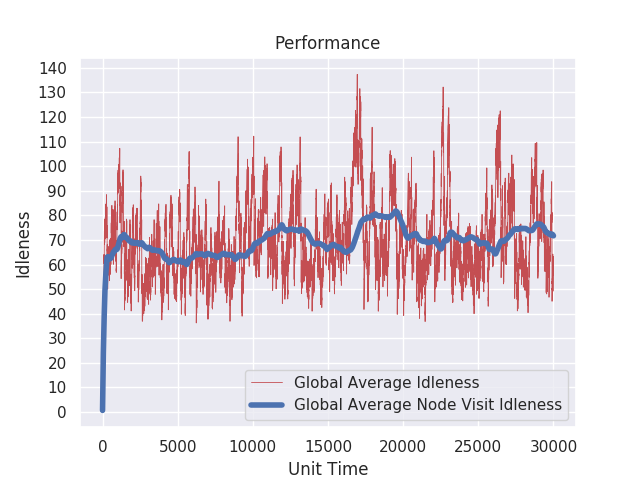 Performance
140
130
120
110
100
90
80
70
60
50
40
30
20
10
0
Idleness
Global Average Idleness
Global Average Node Visit Idleness
0 5000 10000 15000 20000 25000 30000
Unit Time